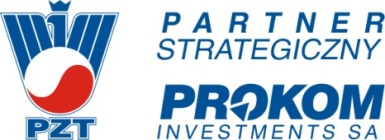 PZT
PARTNER
STRATEGICZNY
PROKOM
INVESTMENTS SA